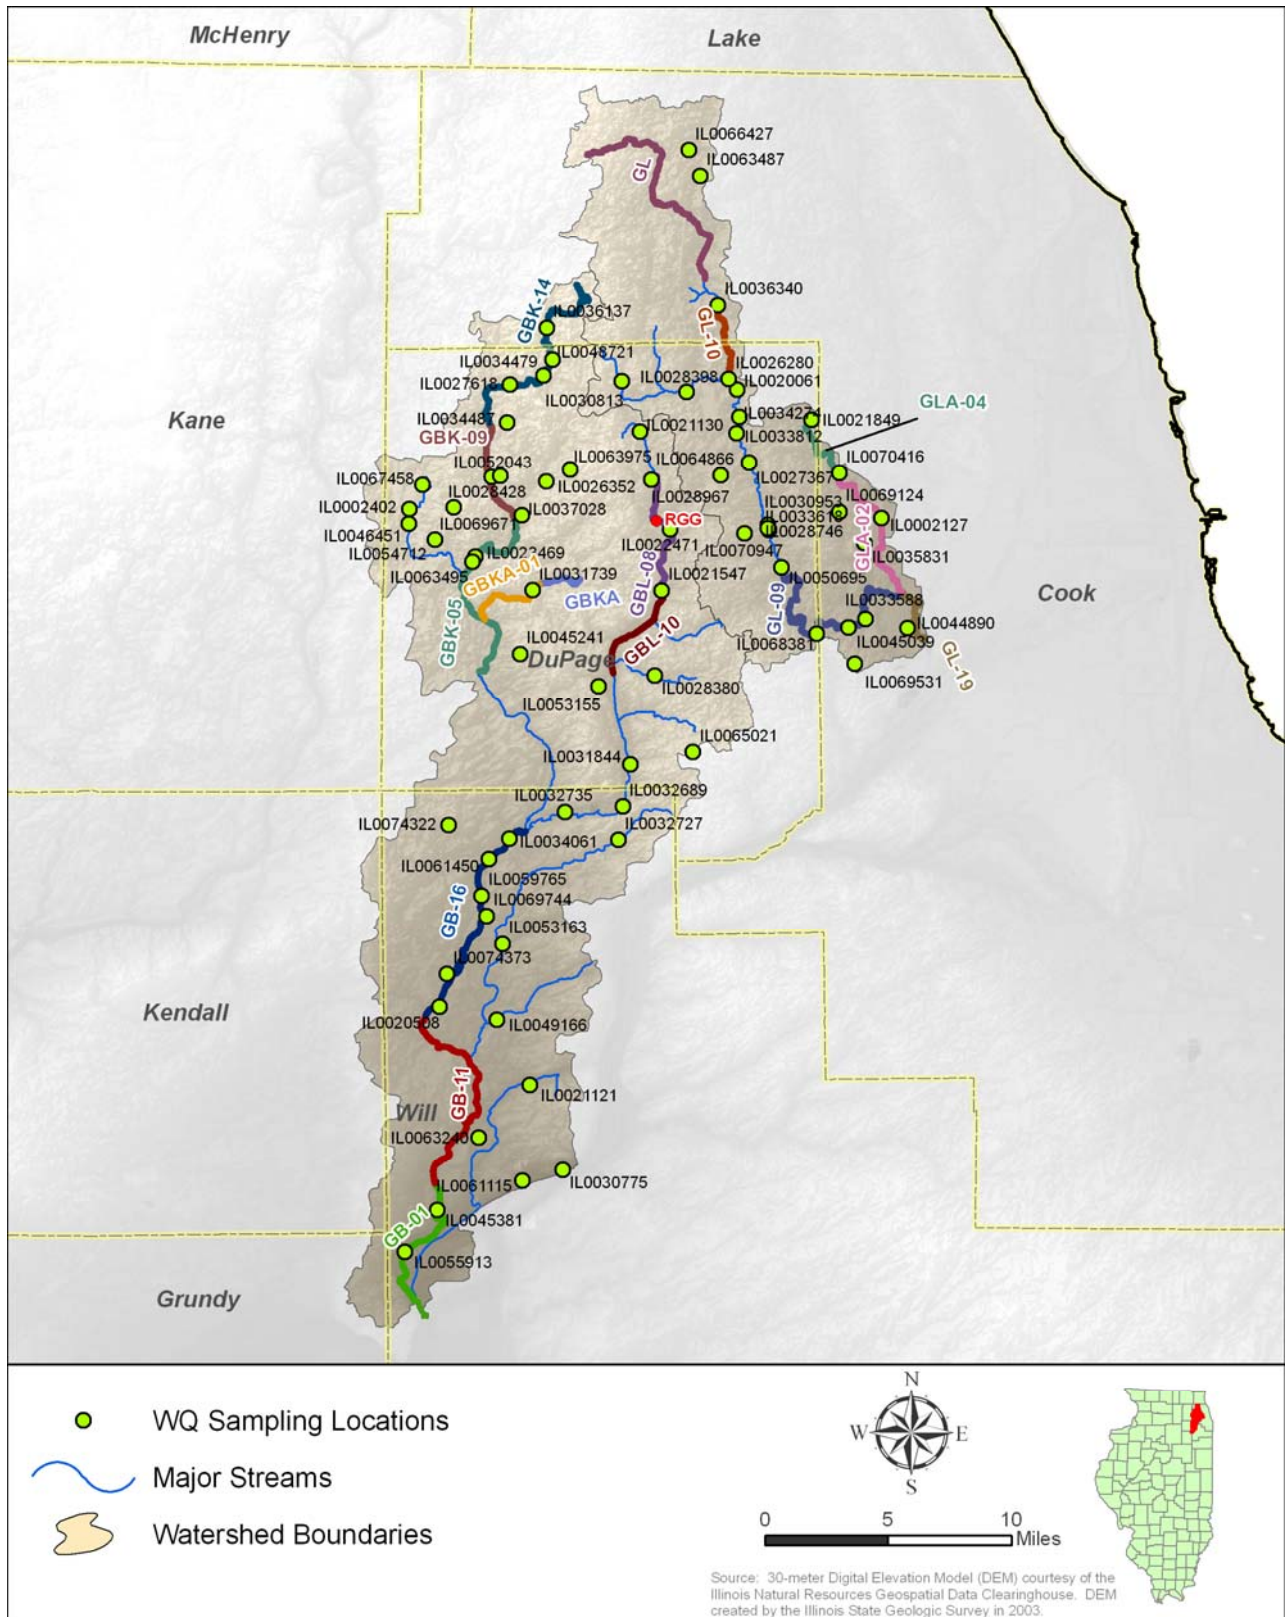 McHenry
Lake
IL0066427
IL0063487
GL
IL0036340
GBK-14
IL0036137
GL-10
IL0034479
IL0048721
IL0026280
IL0027618
IL0028398
IL0020061
IL0030813
GLA-04
Kane
IL0034487
IL0034274
IL0021849
GBK-09
IL0021130
IL0033812
IL0052043
IL0063975
IL0064866
IL0070416
IL0067458
IL0026352
IL0027367
IL0028428
IL0028967
IL0030953
IL0069124
IL0002402
IL0037028
RGG
IL0033618
GLA-02
IL0002127
IL0069671
IL0028746
IL0046451
IL0022471
IL0070947
IL0054712
IL0035831
IL0063495
GBKA-01
IL0031739
GBL-08
IL0021547
IL0050695
Cook
GBKA
GL-09
IL0033588
GBK-05
IL0045241
GBL-10
IL0068381
IL0045039
IL0044890
DuPage
GL-19
IL0028380
IL0069531
IL0053155
IL0065021
IL0031844
IL0032735
IL0032689
IL0074322
IL0032727
IL0034061
IL0061450
IL0059765
IL0069744
GB-16
IL0053163
IL0074373
Kendall
IL0020508
IL0049166
GB-11
IL0021121
Will
IL0063240
IL0061115
IL0030775
GB-01
IL0045381
IL0055913
Grundy
WQ Sampling Locations
Major Streams
Watershed Boundaries
N
W
E
S
0 5 10
Miles
Source: 30-meter Digital Elevation Model (DEM) courtesy of the
Illinois Natural Resources Geospatial Data Clearinghouse. DEM
created by the Illinois State Geologic Survey in 2003.